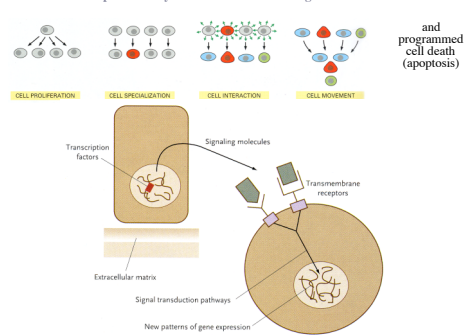 and
programmed
cell death
(apoptosis)
CELL PROLIFERATION
CELL SPECIALIZATION
CELL INTERACTION
CELL MOVEMENT
Transcription
factors
Signaling molecules
Transmembrane
receptors
Extracellular matrix
Signal transduction pathways
New patterns of gene expression